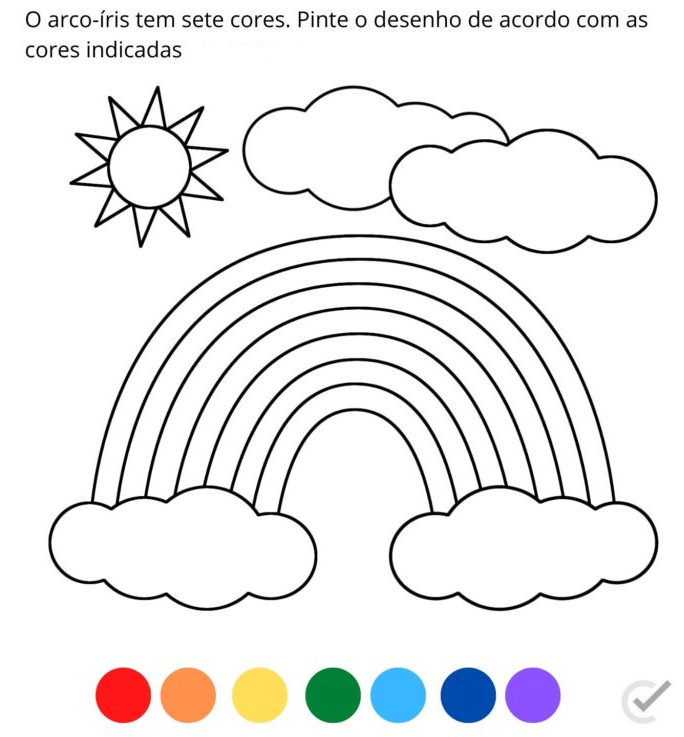 O arco-íris tem sete cores. Pinte o desenho de acordo com as
cores indicadas